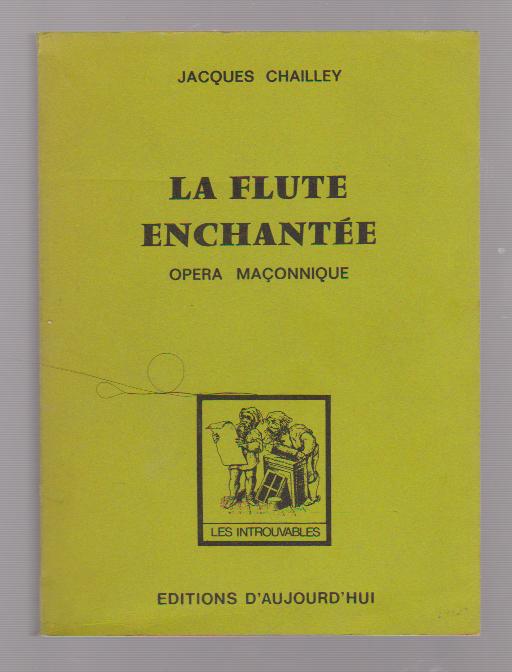 JACQUES CHAILLEY
LA FLUTE
ENCHANTÉE
OPERA MAÇONNIQUE
LES INTROUVABLES
EDITIONS D'AUJOURD'HUI